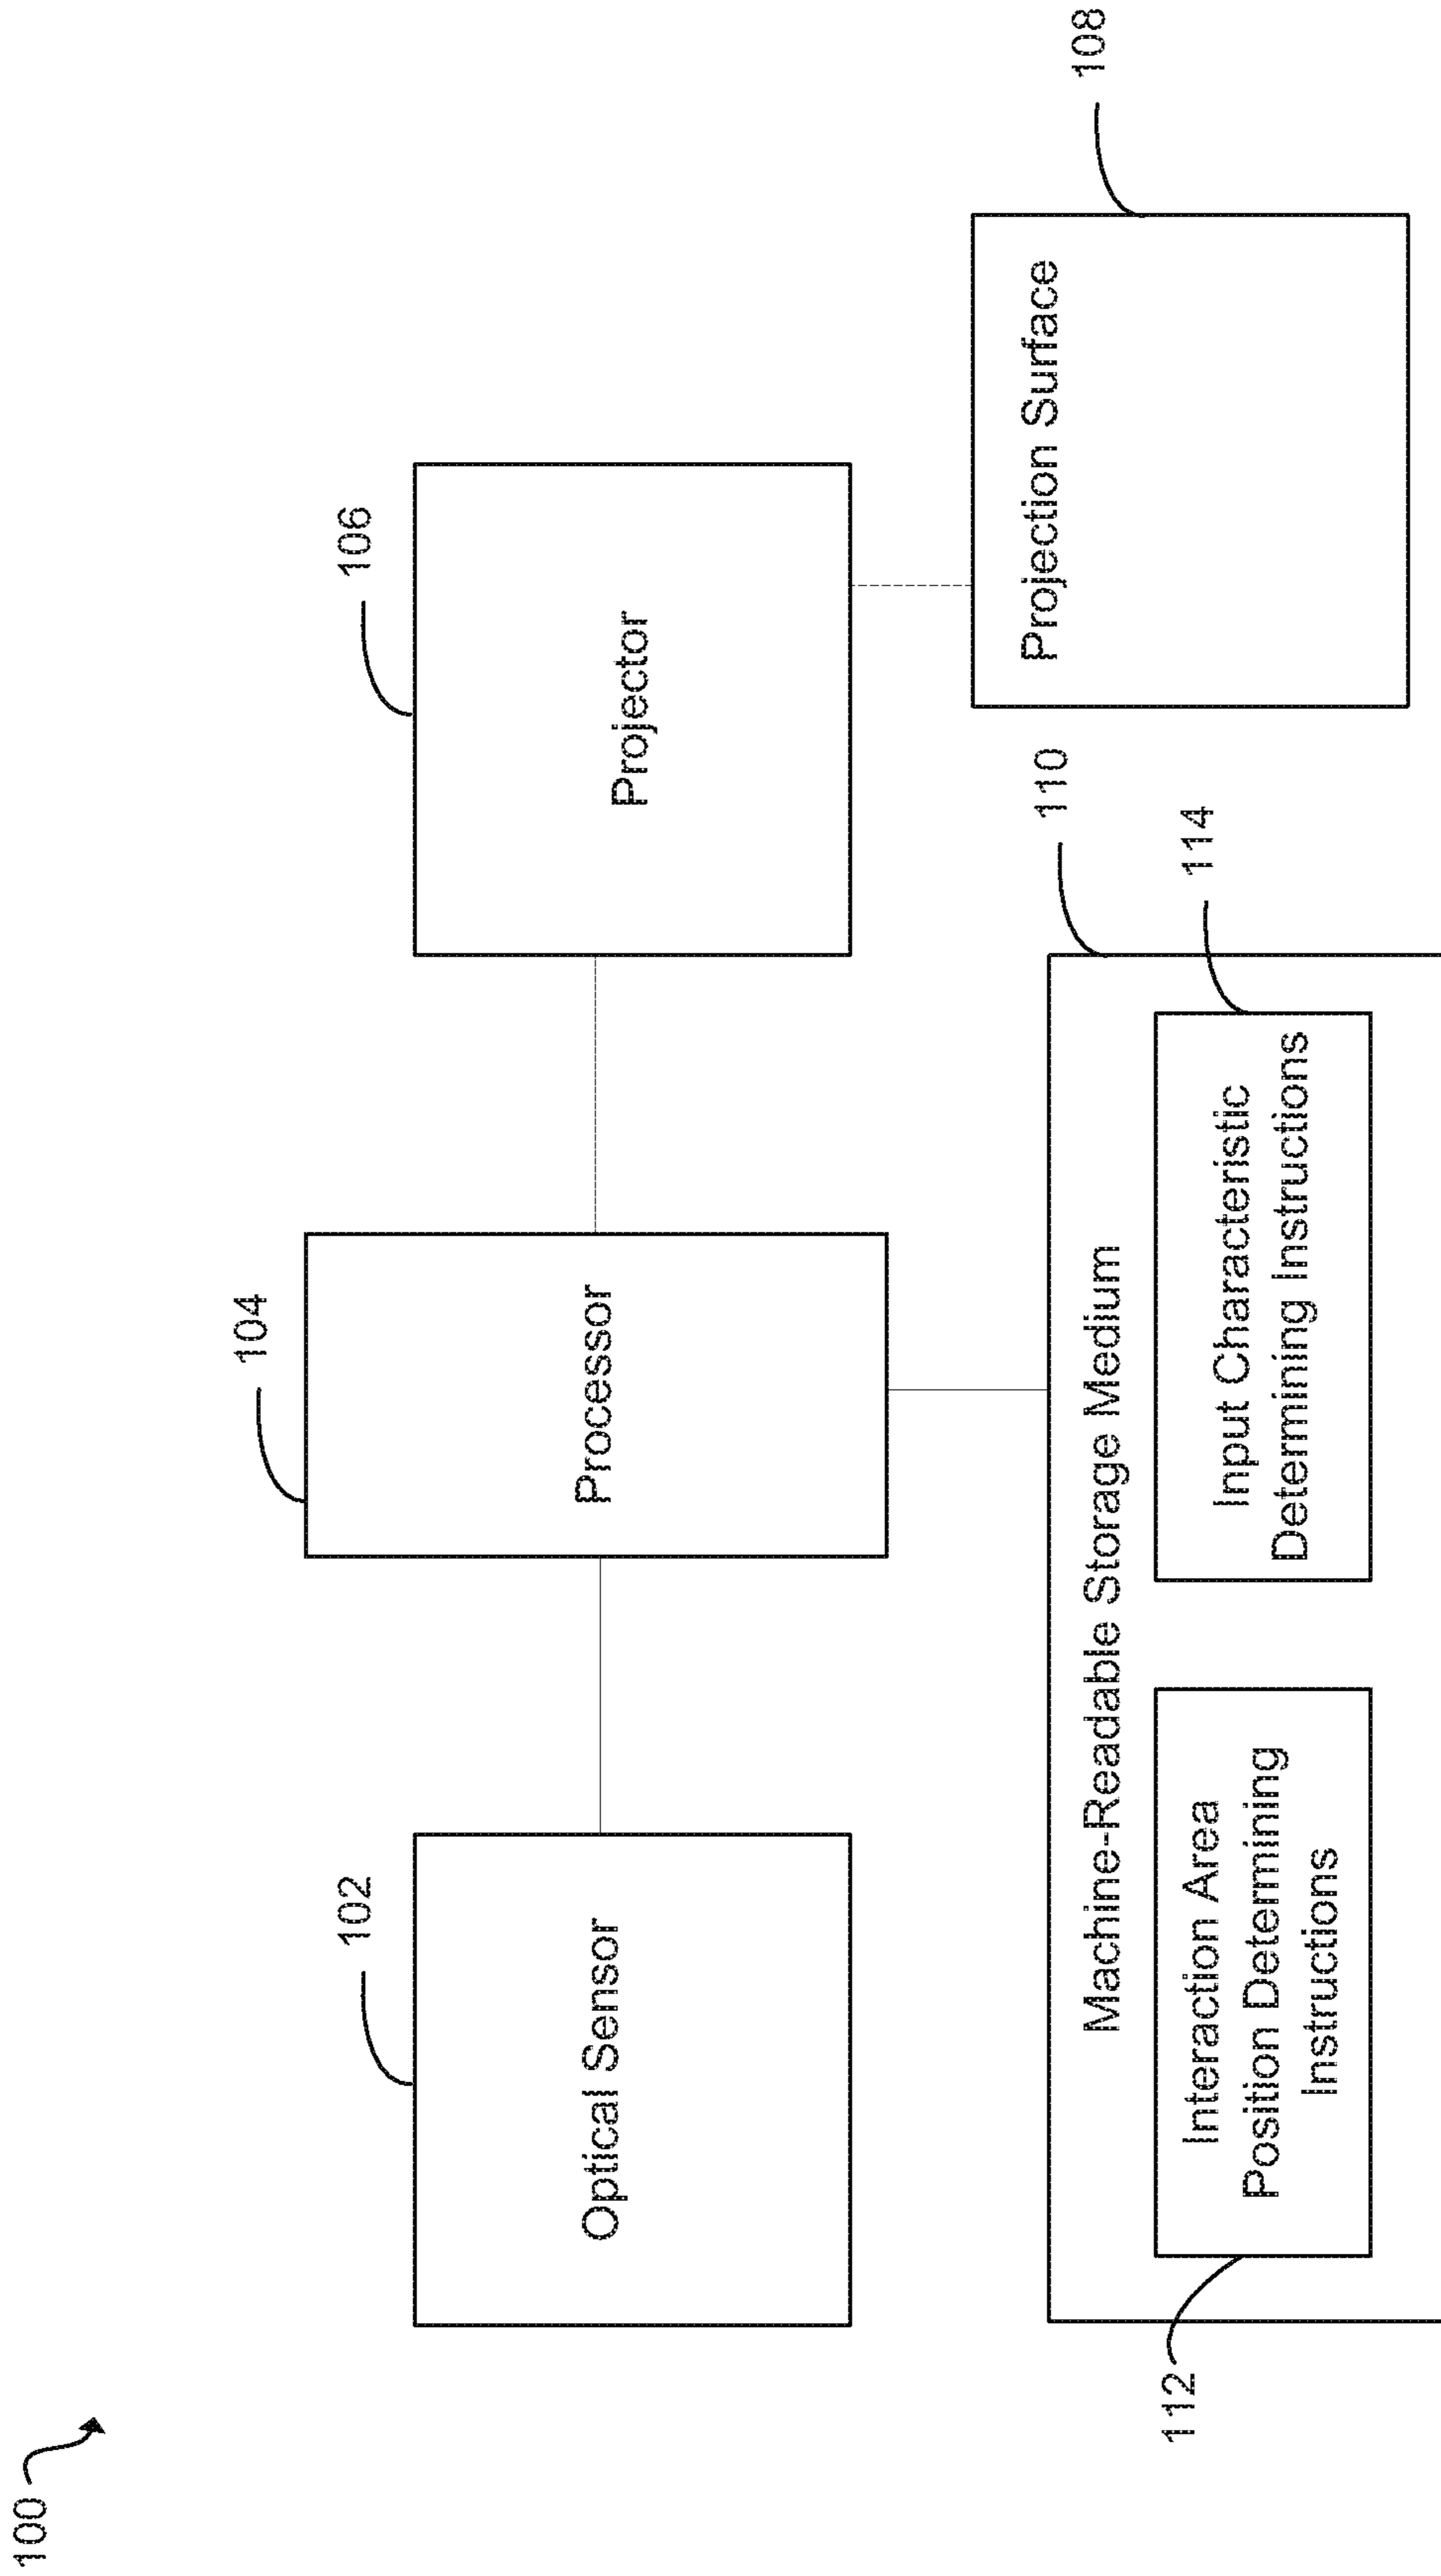 100
104
102
106
Optical Sensor
Processor
Projector
108
110
Projection Surface
Machine-Readable Storage Medium
112
114
Interaction Area
Position Determining
Instructions
Input Characteristic
Determining Instructions